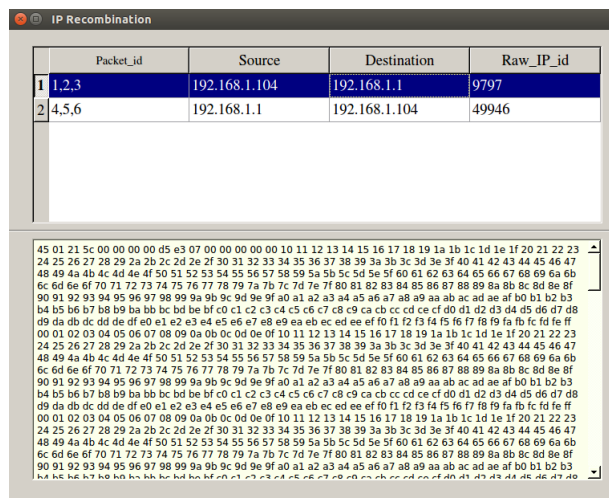 IP Recombination
Packet_id Source Destination Raw_IP_id
1 1,2,3 192.168.1.104 192.168.1.1 9797
2 4,5,6 192.168.1.1 192.168.1.104 49946
45 01 21 5c 00 00 00 00 d5 e3 07 00 00 00 00 00 10 11 12 13 14 15 16 17 18 19 1a 1b 1c 1d 1e 1f 20 21 22 23
24 25 26 27 28 29 2a 2b 2c 2d 2e 2f 30 31 32 33 34 35 36 37 38 39 3a 3b 3c 3d 3e 3f 40 41 42 43 44 45 46 47
48 49 4a 4b 4c 4d 4e 4f 50 51 52 53 54 55 56 57 58 59 5a 5b 5c 5d 5e 5f 60 61 62 63 64 65 66 67 68 69 6a 6b
6c 6d 6e 6f 70 71 72 73 74 75 76 77 78 79 7a 7b 7c 7d 7e 7f 80 81 82 83 84 85 86 87 88 89 8a 8b 8c 8d 8e 8f
90 91 92 93 94 95 96 97 98 99 9a 9b 9c 9d 9e 9f a0 a1 a2 a3 a4 a5 a6 a7 a8 a9 aa ab ac ad ae af b0 b1 b2 b3
b4 b5 b6 b7 b8 b9 ba bb bc bd be bf c0 c1 c2 c3 c4 c5 c6 c7 c8 c9 ca cb cc cd ce cf d0 d1 d2 d3 d4 d5 d6 d7 d8
d9 da db dc dd de df e0 e1 e2 e3 e4 e5 e6 e7 e8 e9 ea eb ec ed ee ef f0 f1 f2 f3 f4 f5 f6 f7 f8 f9 fa fb fc fd fe ff
00 01 02 03 04 05 06 07 08 09 0a 0b 0c 0d 0e 0f 10 11 12 13 14 15 16 17 18 19 1a 1b 1c 1d 1e 1f 20 21 22 23
24 25 26 27 28 29 2a 2b 2c 2d 2e 2f 30 31 32 33 34 35 36 37 38 39 3a 3b 3c 3d 3e 3f 40 41 42 43 44 45 46 47
48 49 4a 4b 4c 4d 4e 4f 50 51 52 53 54 55 56 57 58 59 5a 5b 5c 5d 5e 5f 60 61 62 63 64 65 66 67 68 69 6a 6b
6c 6d 6e 6f 70 71 72 73 74 75 76 77 78 79 7a 7b 7c 7d 7e 7f 80 81 82 83 84 85 86 87 88 89 8a 8b 8c 8d 8e 8f
90 91 92 93 94 95 96 97 98 99 9a 9b 9c 9d 9e 9f a0 a1 a2 a3 a4 a5 a6 a7 a8 a9 aa ab ac ad ae af b0 b1 b2 b3
b4 b5 b6 b7 b8 b9 ba bb bc bd be bf c0 c1 c2 c3 c4 c5 c6 c7 c8 c9 ca cb cc cd ce cf d0 d1 d2 d3 d4 d5 d6 d7 d8
d9 da db dc dd de df e0 e1 e2 e3 e4 e5 e6 e7 e8 e9 ea eb ec ed ee ef f0 f1 f2 f3 f4 f5 f6 f7 f8 f9 fa fb fc fd fe ff
00 01 02 03 04 05 06 07 08 09 0a 0b 0c 0d 0e 0f 10 11 12 13 14 15 16 17 18 19 1a 1b 1c 1d 1e 1f 20 21 22 23
24 25 26 27 28 29 2a 2b 2c 2d 2e 2f 30 31 32 33 34 35 36 37 38 39 3a 3b 3c 3d 3e 3f 40 41 42 43 44 45 46 47
48 49 4a 4b 4c 4d 4e 4f 50 51 52 53 54 55 56 57 58 59 5a 5b 5c 5d 5e 5f 60 61 62 63 64 65 66 67 68 69 6a 6b
6c 6d 6e 6f 70 71 72 73 74 75 76 77 78 79 7a 7b 7c 7d 7e 7f 80 81 82 83 84 85 86 87 88 89 8a 8b 8c 8d 8e 8f
90 91 92 93 94 95 96 97 98 99 9a 9b 9c 9d 9e 9f a0 a1 a2 a3 a4 a5 a6 a7 a8 a9 aa ab ac ad ae af b0 b1 b2 b3
b4 b5 b6 b7 b8 b9 ba bb bc bd be bf c0 c1 c2 c3 c4 c5 c6 c7 c8 c9 ca cb cc cd ce cf d0 d1 d2 d3 d4 d5 d6 d7 d8